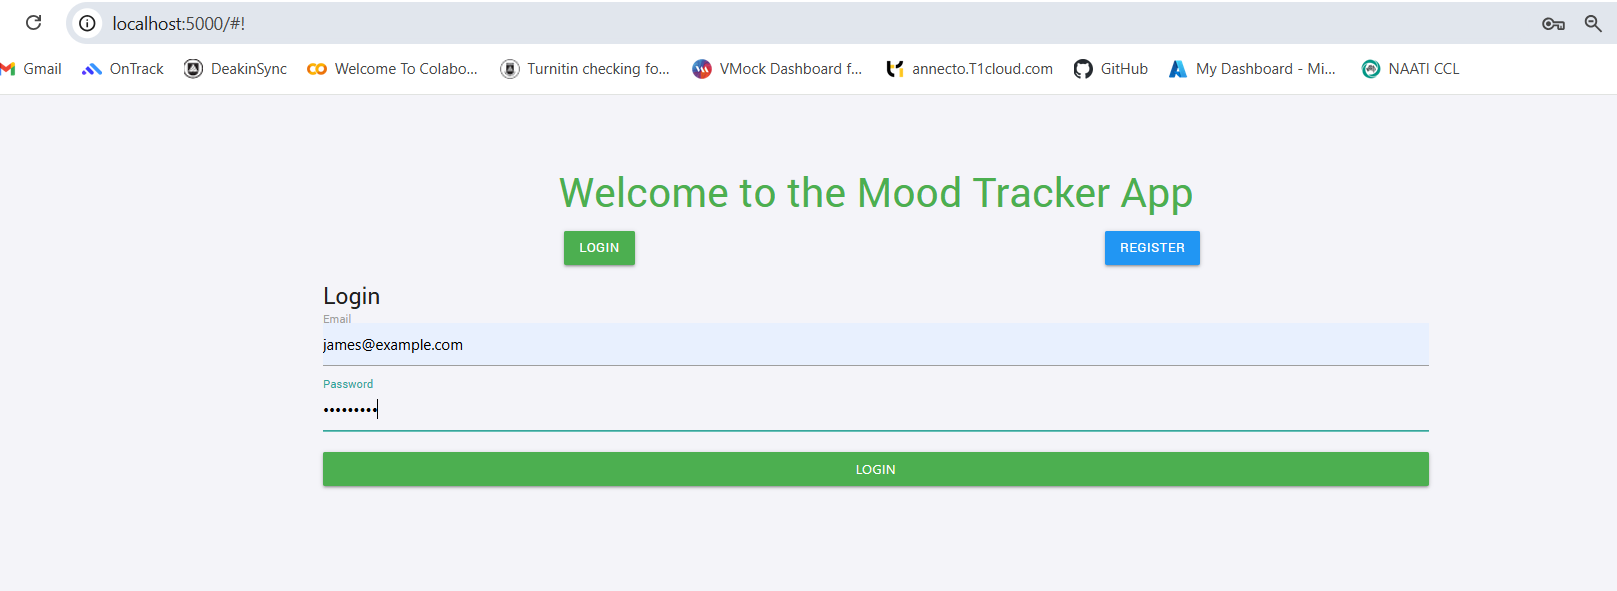 localhost:5000/#!
Gmail OnTrack DeakinSync Welcome To Colabo... Turnitin checking fo... VMock Dashboard f... annecto.T1cloud.com GitHub My Dashboard - Mi... NAATI CCL
Welcome to the Mood Tracker App
LOGIN REGISTER
Login
Email
james@example.com
Password
•••••••••
LOGIN